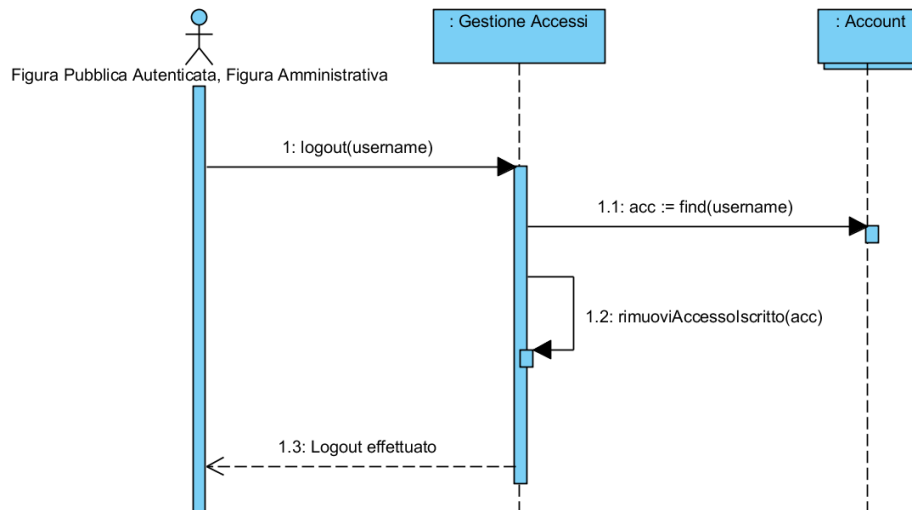 : Gestione Accessi
: Account
Figura Pubblica Autenticata, Figura Amministrativa
1: logout(username)
1.1: acc := find(username)
1.2: rimuoviAccessoIscritto(acc)
1.3: Logout effettuato